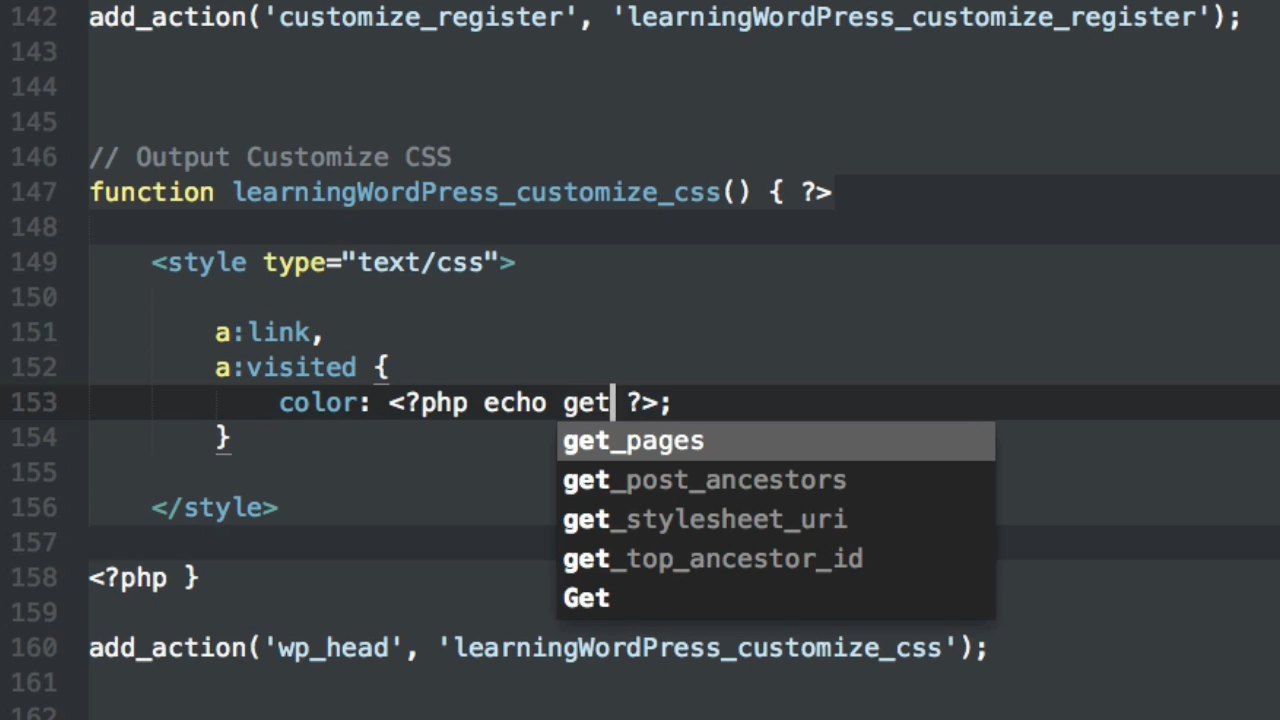 142 add_action('customize_register', 'learningWordPress_customize_register');
143
144
145
146 // Output Customize CSS
147 function learningWordPress_customize_css() { ?>
148
149 <style type="text/css">
150
151 a:link,
152 a:visited {
153 color: <?php echo get ?>;
get_pages
154 }
get_post_ancestors
155
get_stylesheet_uri
156 </style>
157
get_top_ancestor_id
158 <?php }
Get
159
160 add_action('wp_head', 'learningWordPress_customize_css');
161
162